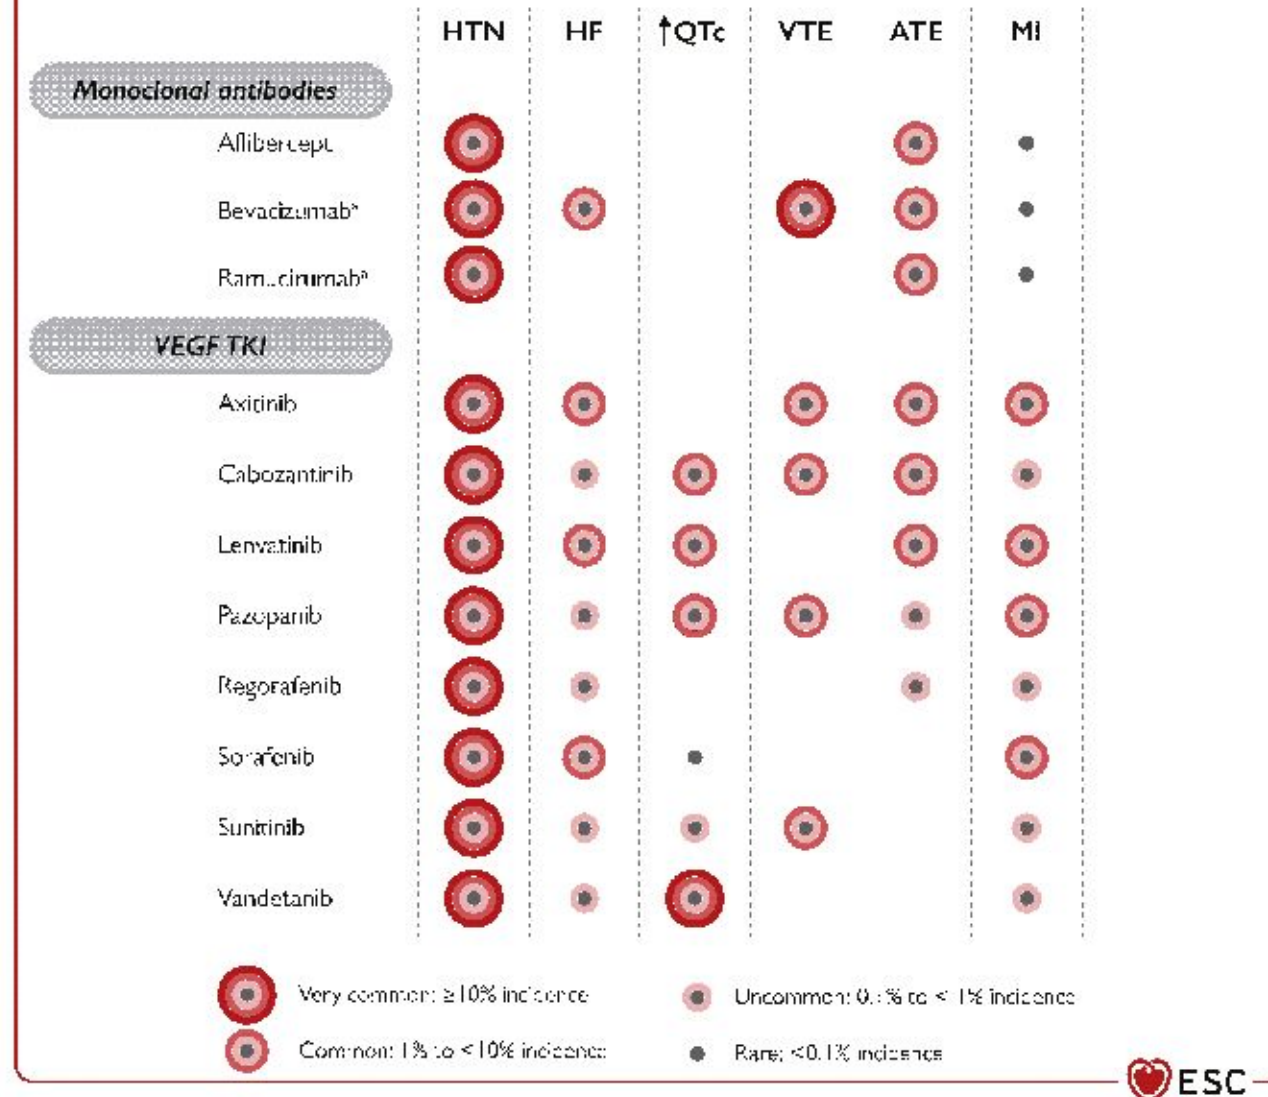 HTN HF ↑QTc VTE ATE MI
Monoclonal antibodies
Aflibercept
Bevacizumabᵃ
Ramucirumabᵃ
VEGF TKI
Axitinib
Cabozantinib
Lenvatinib
Pazopanib
Regorafenib
Sorafenib
Sunitinib
Vandetanib
Very common: ≥10% incidence
Uncommon: 0.1% to <1% incidence
Common: 1% to <10% incidence
Rare: <0.1% incidence
ESC